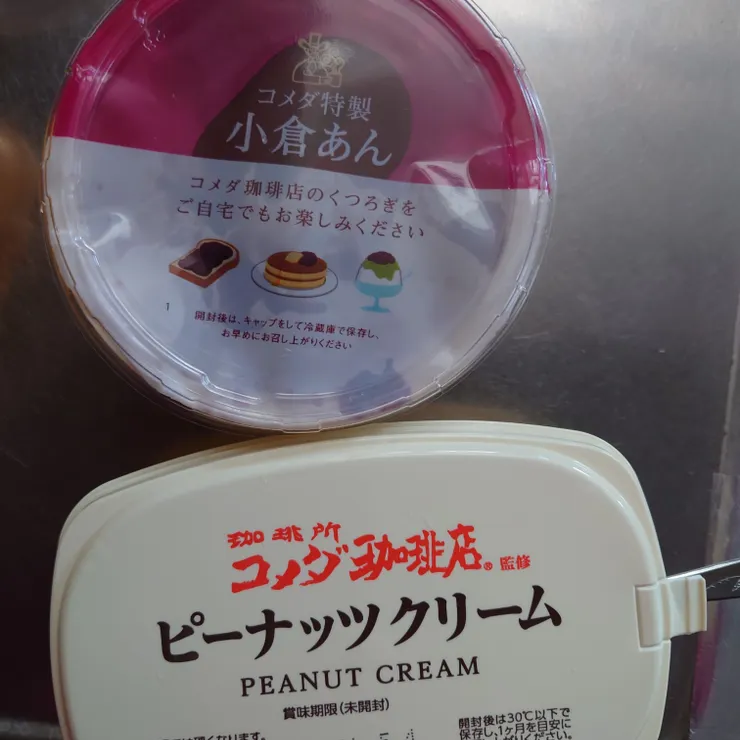 コメダ特製
小倉あん
コメダ珈琲店のくつろぎを
ご自宅でもお楽しみください
1
開封後は、キャップをして冷蔵庫で保存し、
お早めにお召し上がりください
珈琲所
コメダ珈琲店® 監修
ピーナッツクリーム
PEANUT CREAM
賞味期限(未開封)
開封後は30℃以下で
保存し、1ヶ月を目安に